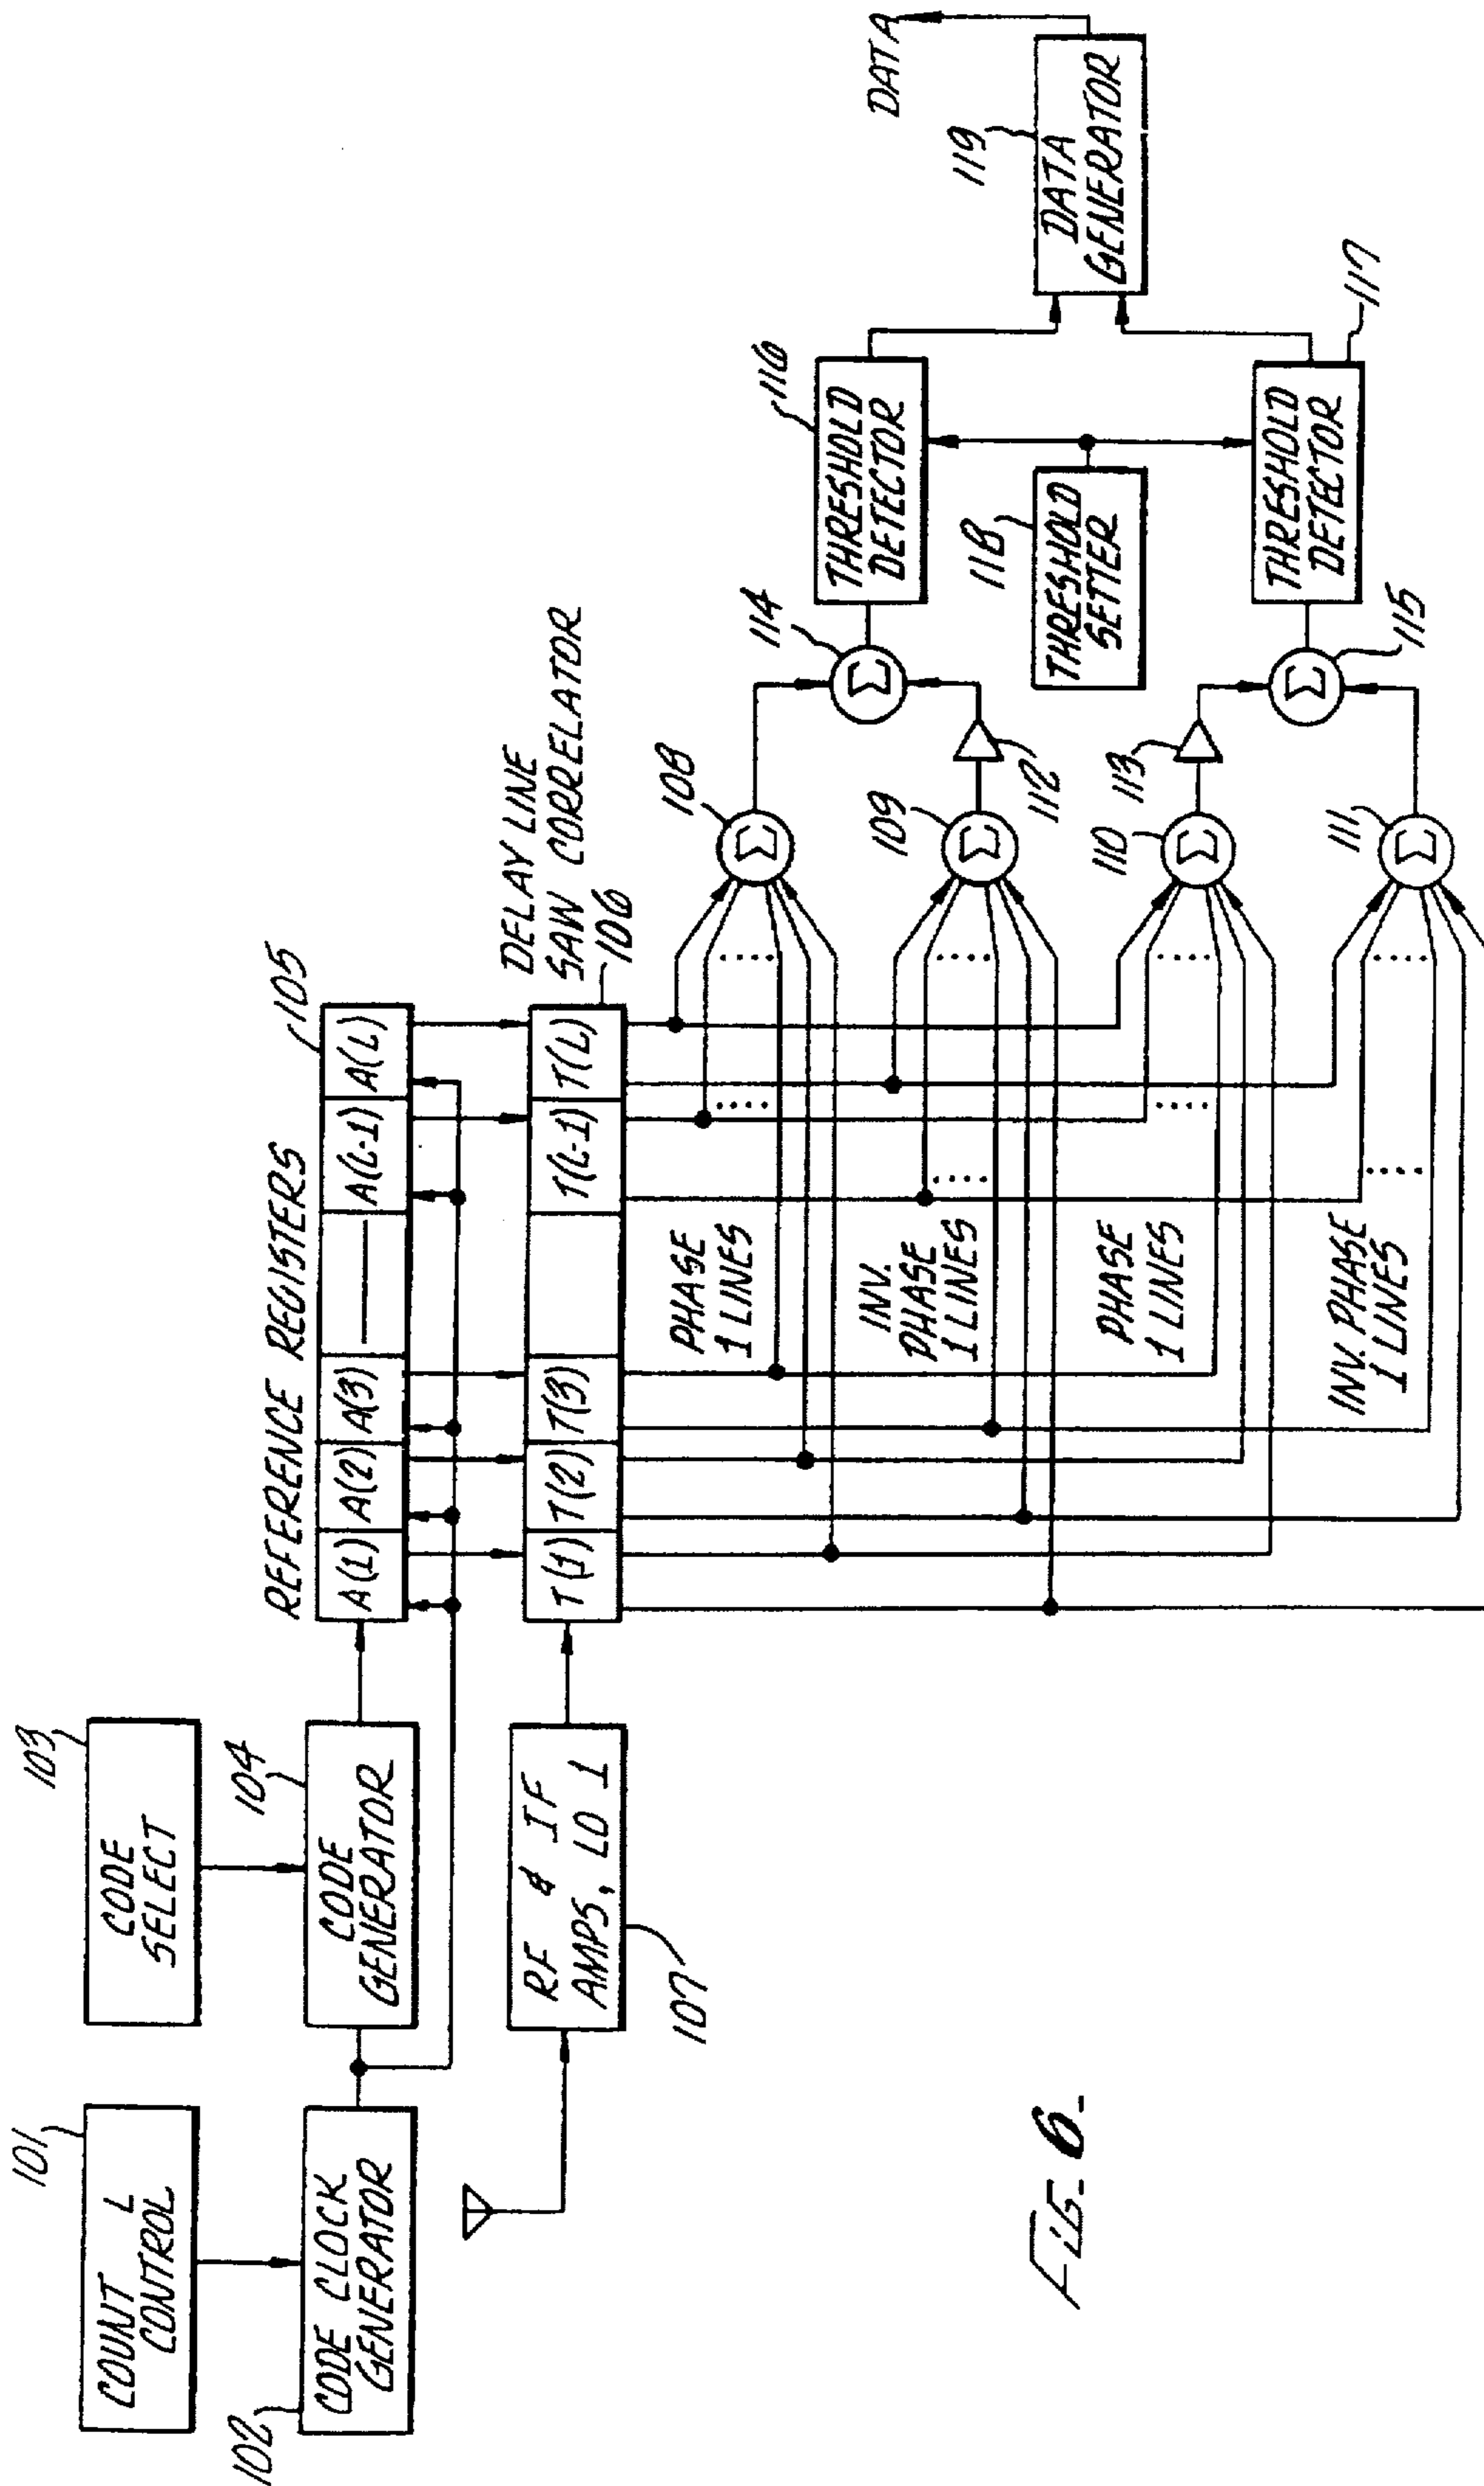 101
COUNT L
CONTROL
102
CODE CLOCK
GENERATOR
103
CODE
SELECT
104
CODE
GENERATOR
RF & IF
AMPS, LO 1
107
REFERENCE REGISTERS
105
A(1) A(2) A(3) A(L-1) A(L)
DELAY LINE
SAW CORRELATOR
106
T(1) T(2) T(3) T(L-1) T(L)
PHASE
1 LINES
INV.
PHASE
1 LINES
PHASE
1 LINES
INV. PHASE
1 LINES
108
Σ
109
Σ
110
Σ
111
Σ
112
113
114
Σ
115
Σ
116
THRESHOLD
DETECTOR
118
THRESHOLD
SETTER
117
THRESHOLD
DETECTOR
119
DATA
GENERATOR
DATA
FIG. 6.